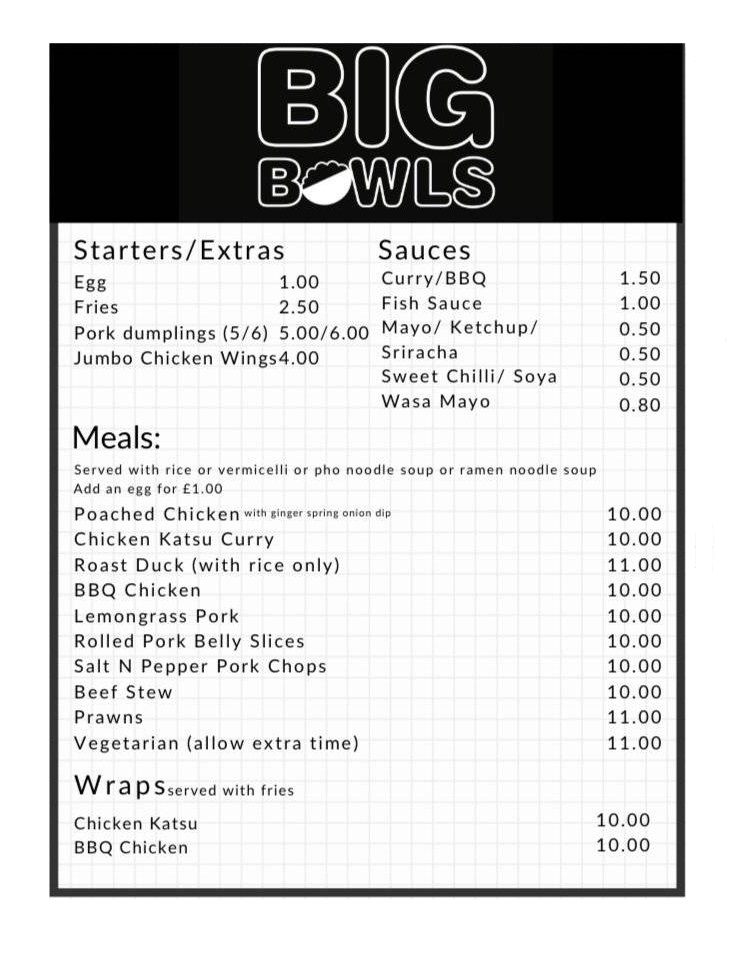 BIG
BOWLS
Starters/Extras
Egg 1.00
Fries 2.50
Pork dumplings (5/6) 5.00/6.00
Jumbo Chicken Wings4.00
Sauces
Curry/BBQ 1.50
Fish Sauce 1.00
Mayo/ Ketchup/ 0.50
Sriracha 0.50
Sweet Chilli/ Soya 0.50
Wasa Mayo 0.80
Meals:
Served with rice or vermicelli or pho noodle soup or ramen noodle soup
Add an egg for £1.00
Poached Chicken with ginger spring onion dip 10.00
Chicken Katsu Curry 10.00
Roast Duck (with rice only) 11.00
BBQ Chicken 10.00
Lemongrass Pork 10.00
Rolled Pork Belly Slices 10.00
Salt N Pepper Pork Chops 10.00
Beef Stew 10.00
Prawns 11.00
Vegetarian (allow extra time) 11.00
Wraps served with fries
Chicken Katsu 10.00
BBQ Chicken 10.00